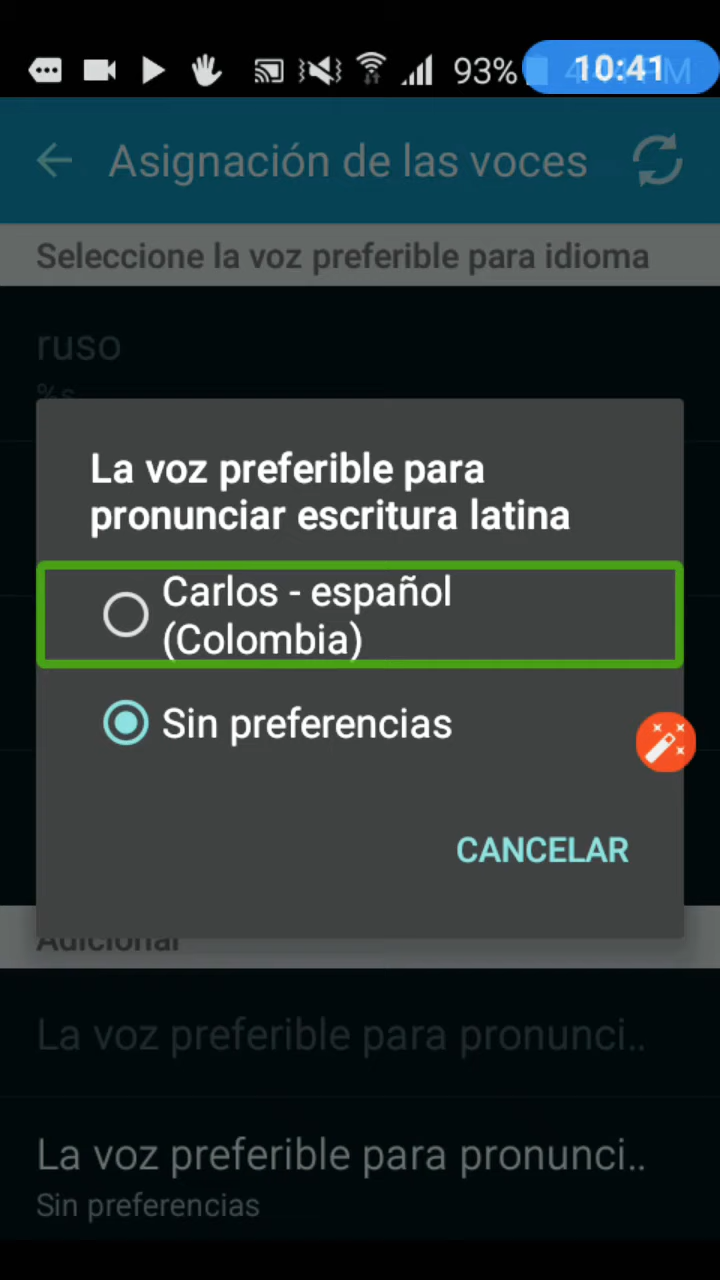 93%
10:41
Asignación de las voces
Seleccione la voz preferible para idioma
ruso
La voz preferible para
pronunciar escritura latina
Carlos - español
(Colombia)
Sin preferencias
CANCELAR
Adicional
La voz preferible para pronunci..
La voz preferible para pronunci..
Sin preferencias